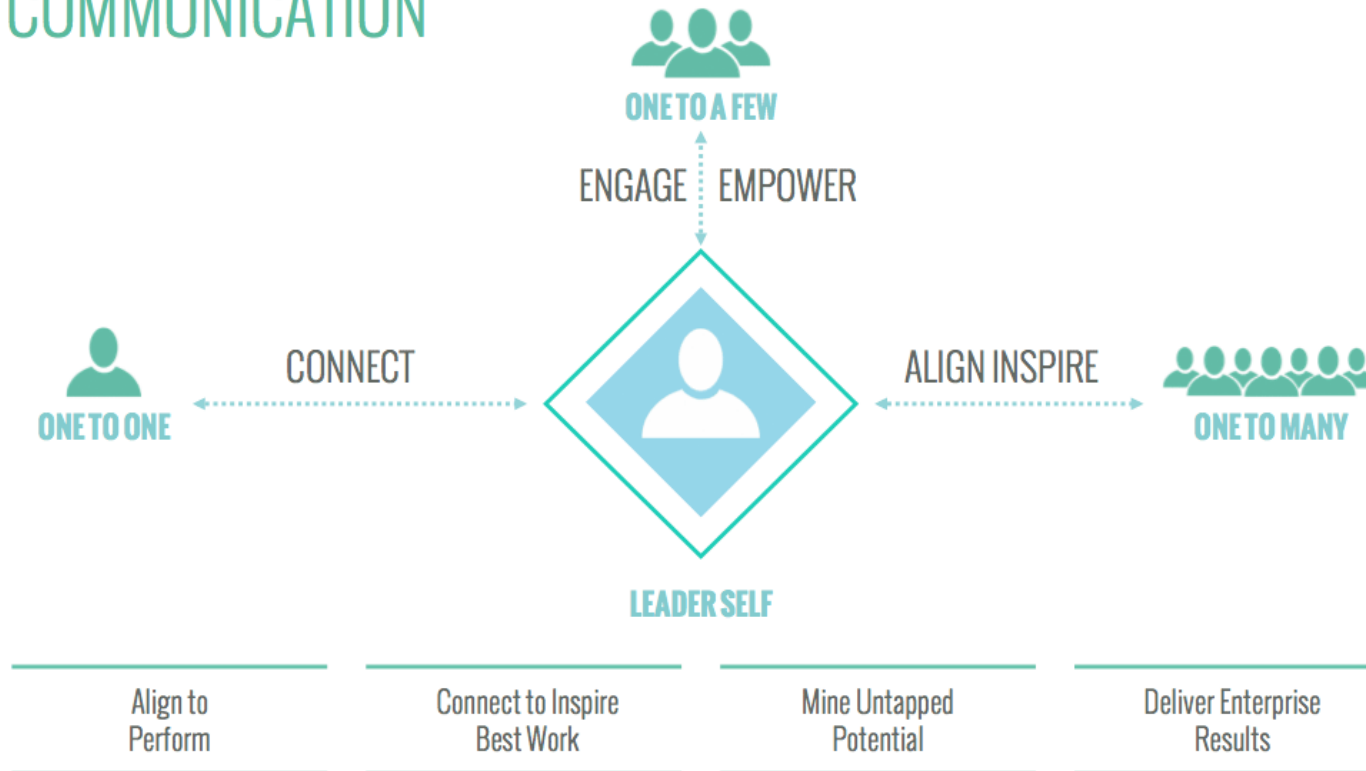 COMMUNICATION
ONE TO A FEW
ENGAGE EMPOWER
CONNECT
ALIGN INSPIRE
ONE TO ONE
ONE TO MANY
LEADER SELF
Align to
Perform
Connect to Inspire
Best Work
Mine Untapped
Potential
Deliver Enterprise
Results